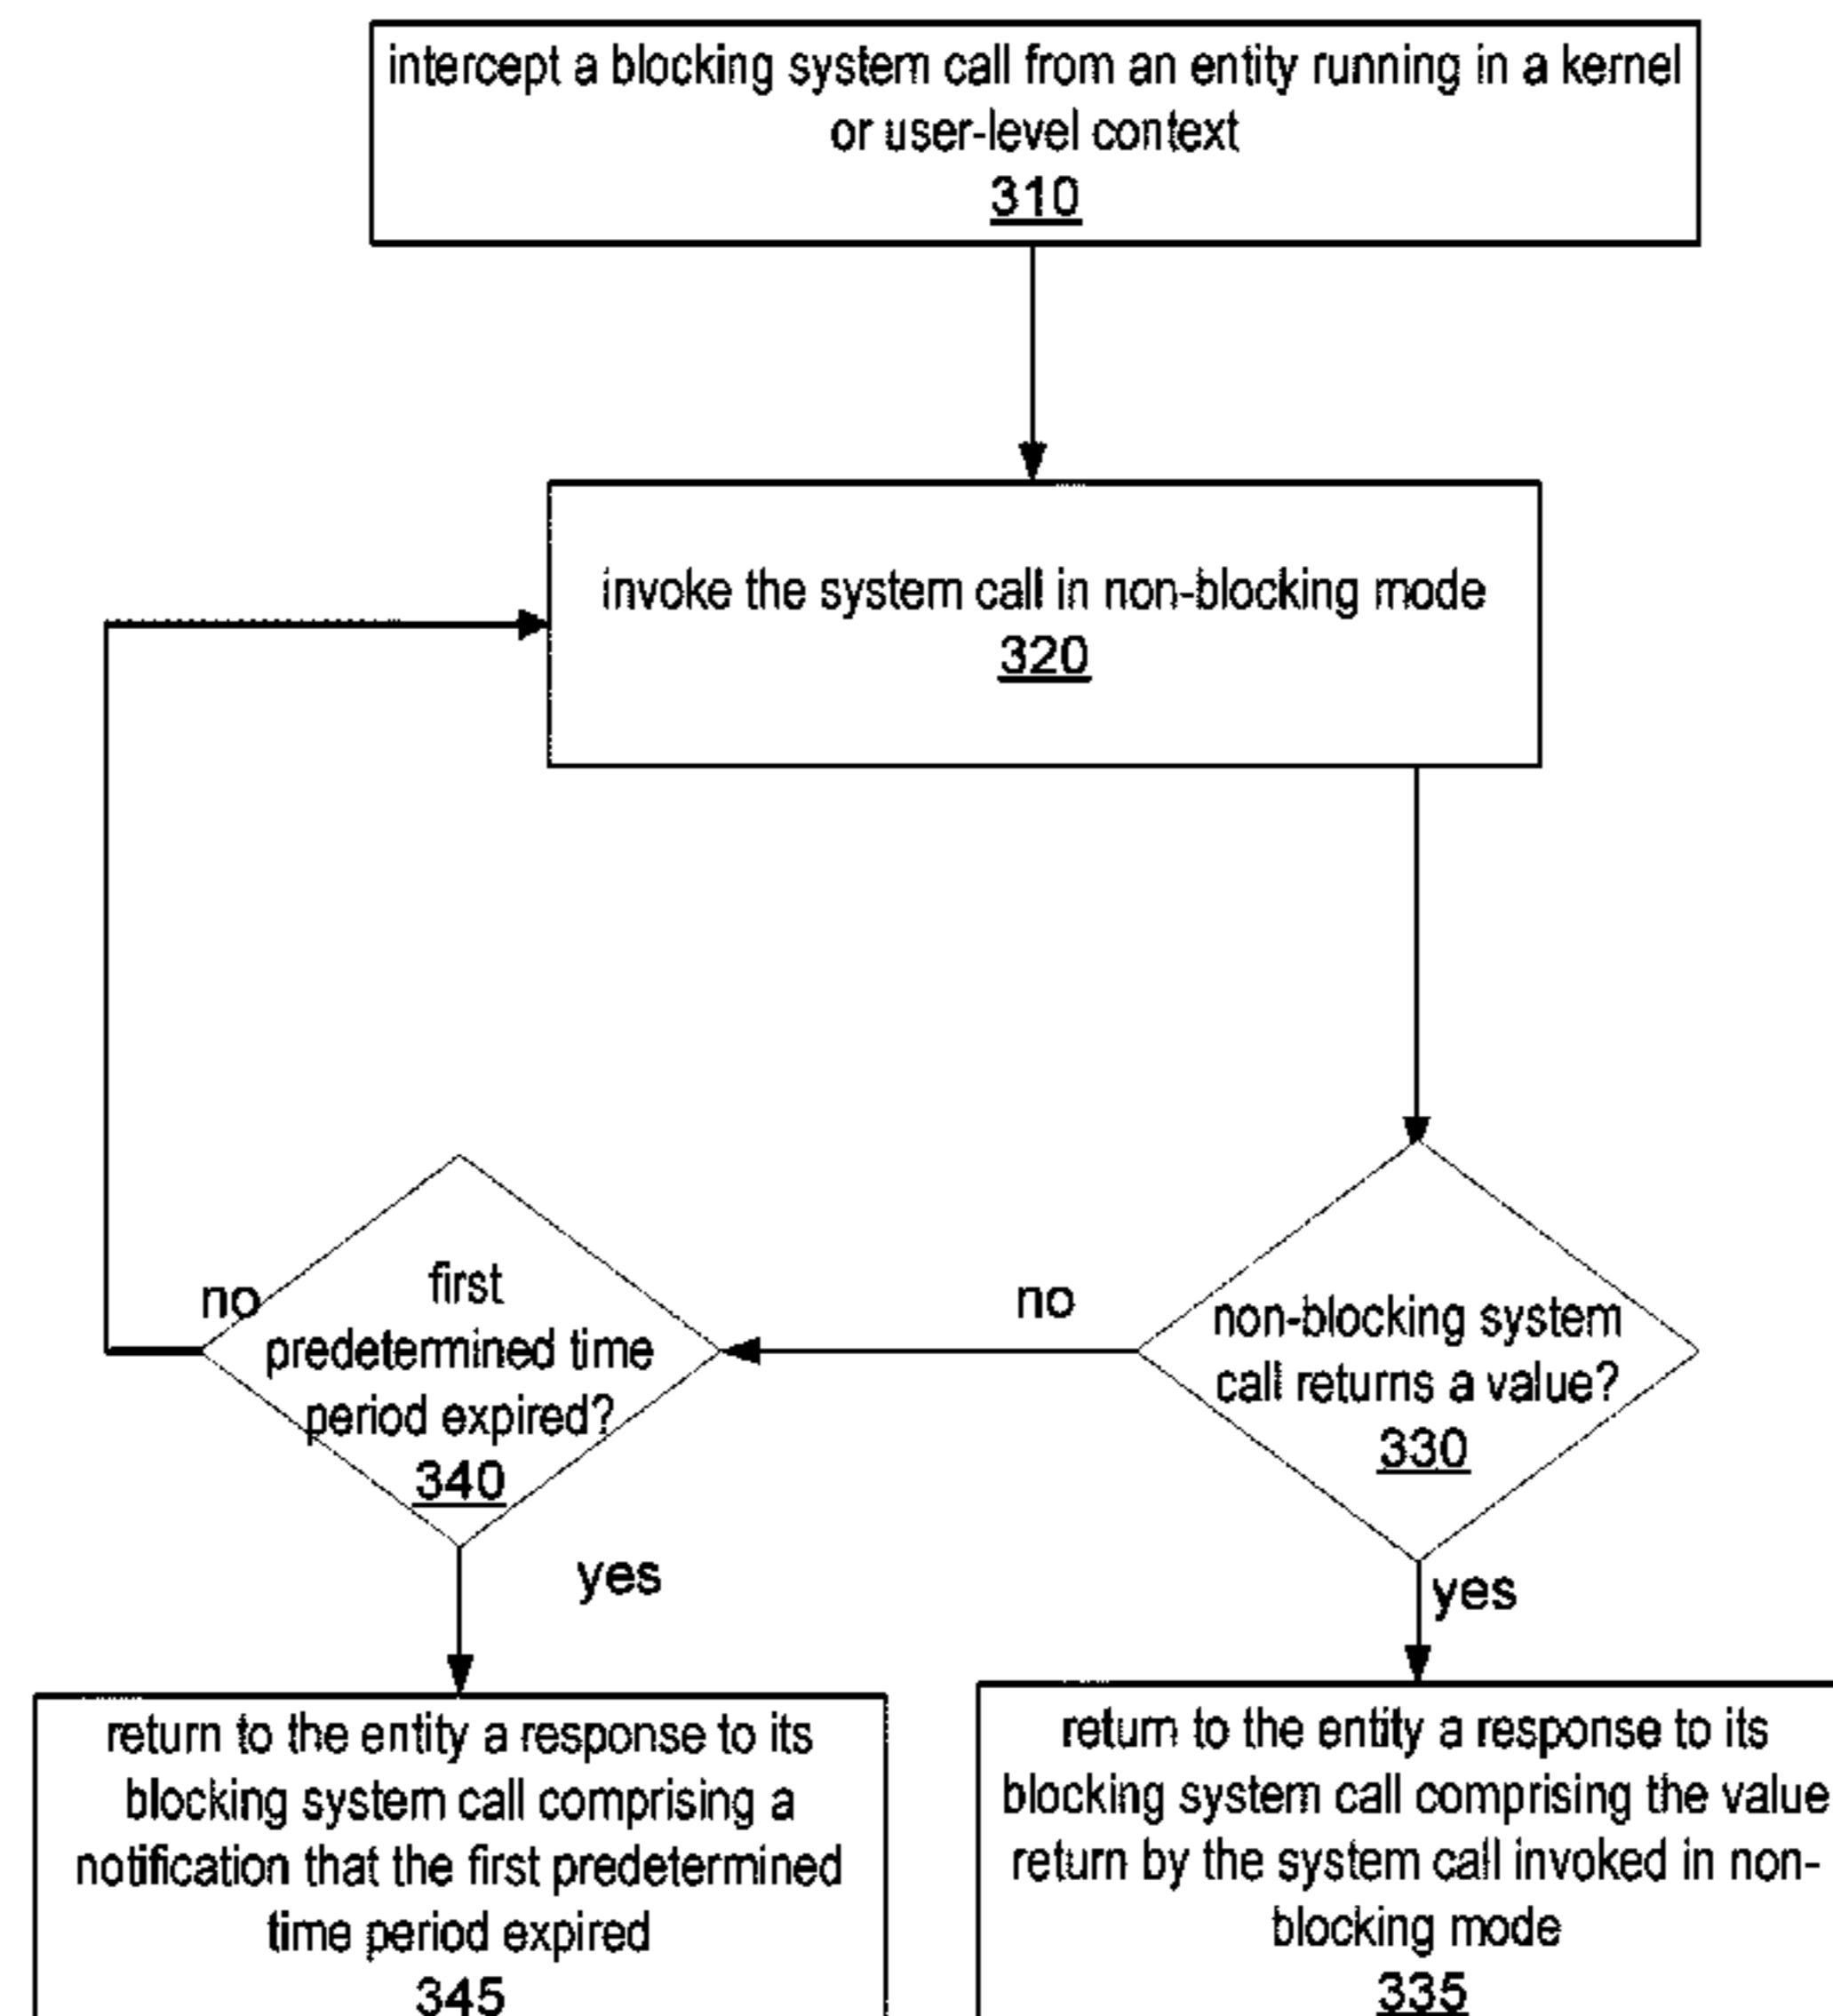 intercept a blocking system call from an entity running in a kernel
or user-level context
310
invoke the system call in non-blocking mode
320
no
first
predetermined time
period expired?
340
no
non-blocking system
call returns a value?
330
yes
yes
return to the entity a response to its
blocking system call comprising a
notification that the first predetermined
time period expired
345
return to the entity a response to its
blocking system call comprising the value
return by the system call invoked in non-
blocking mode
335